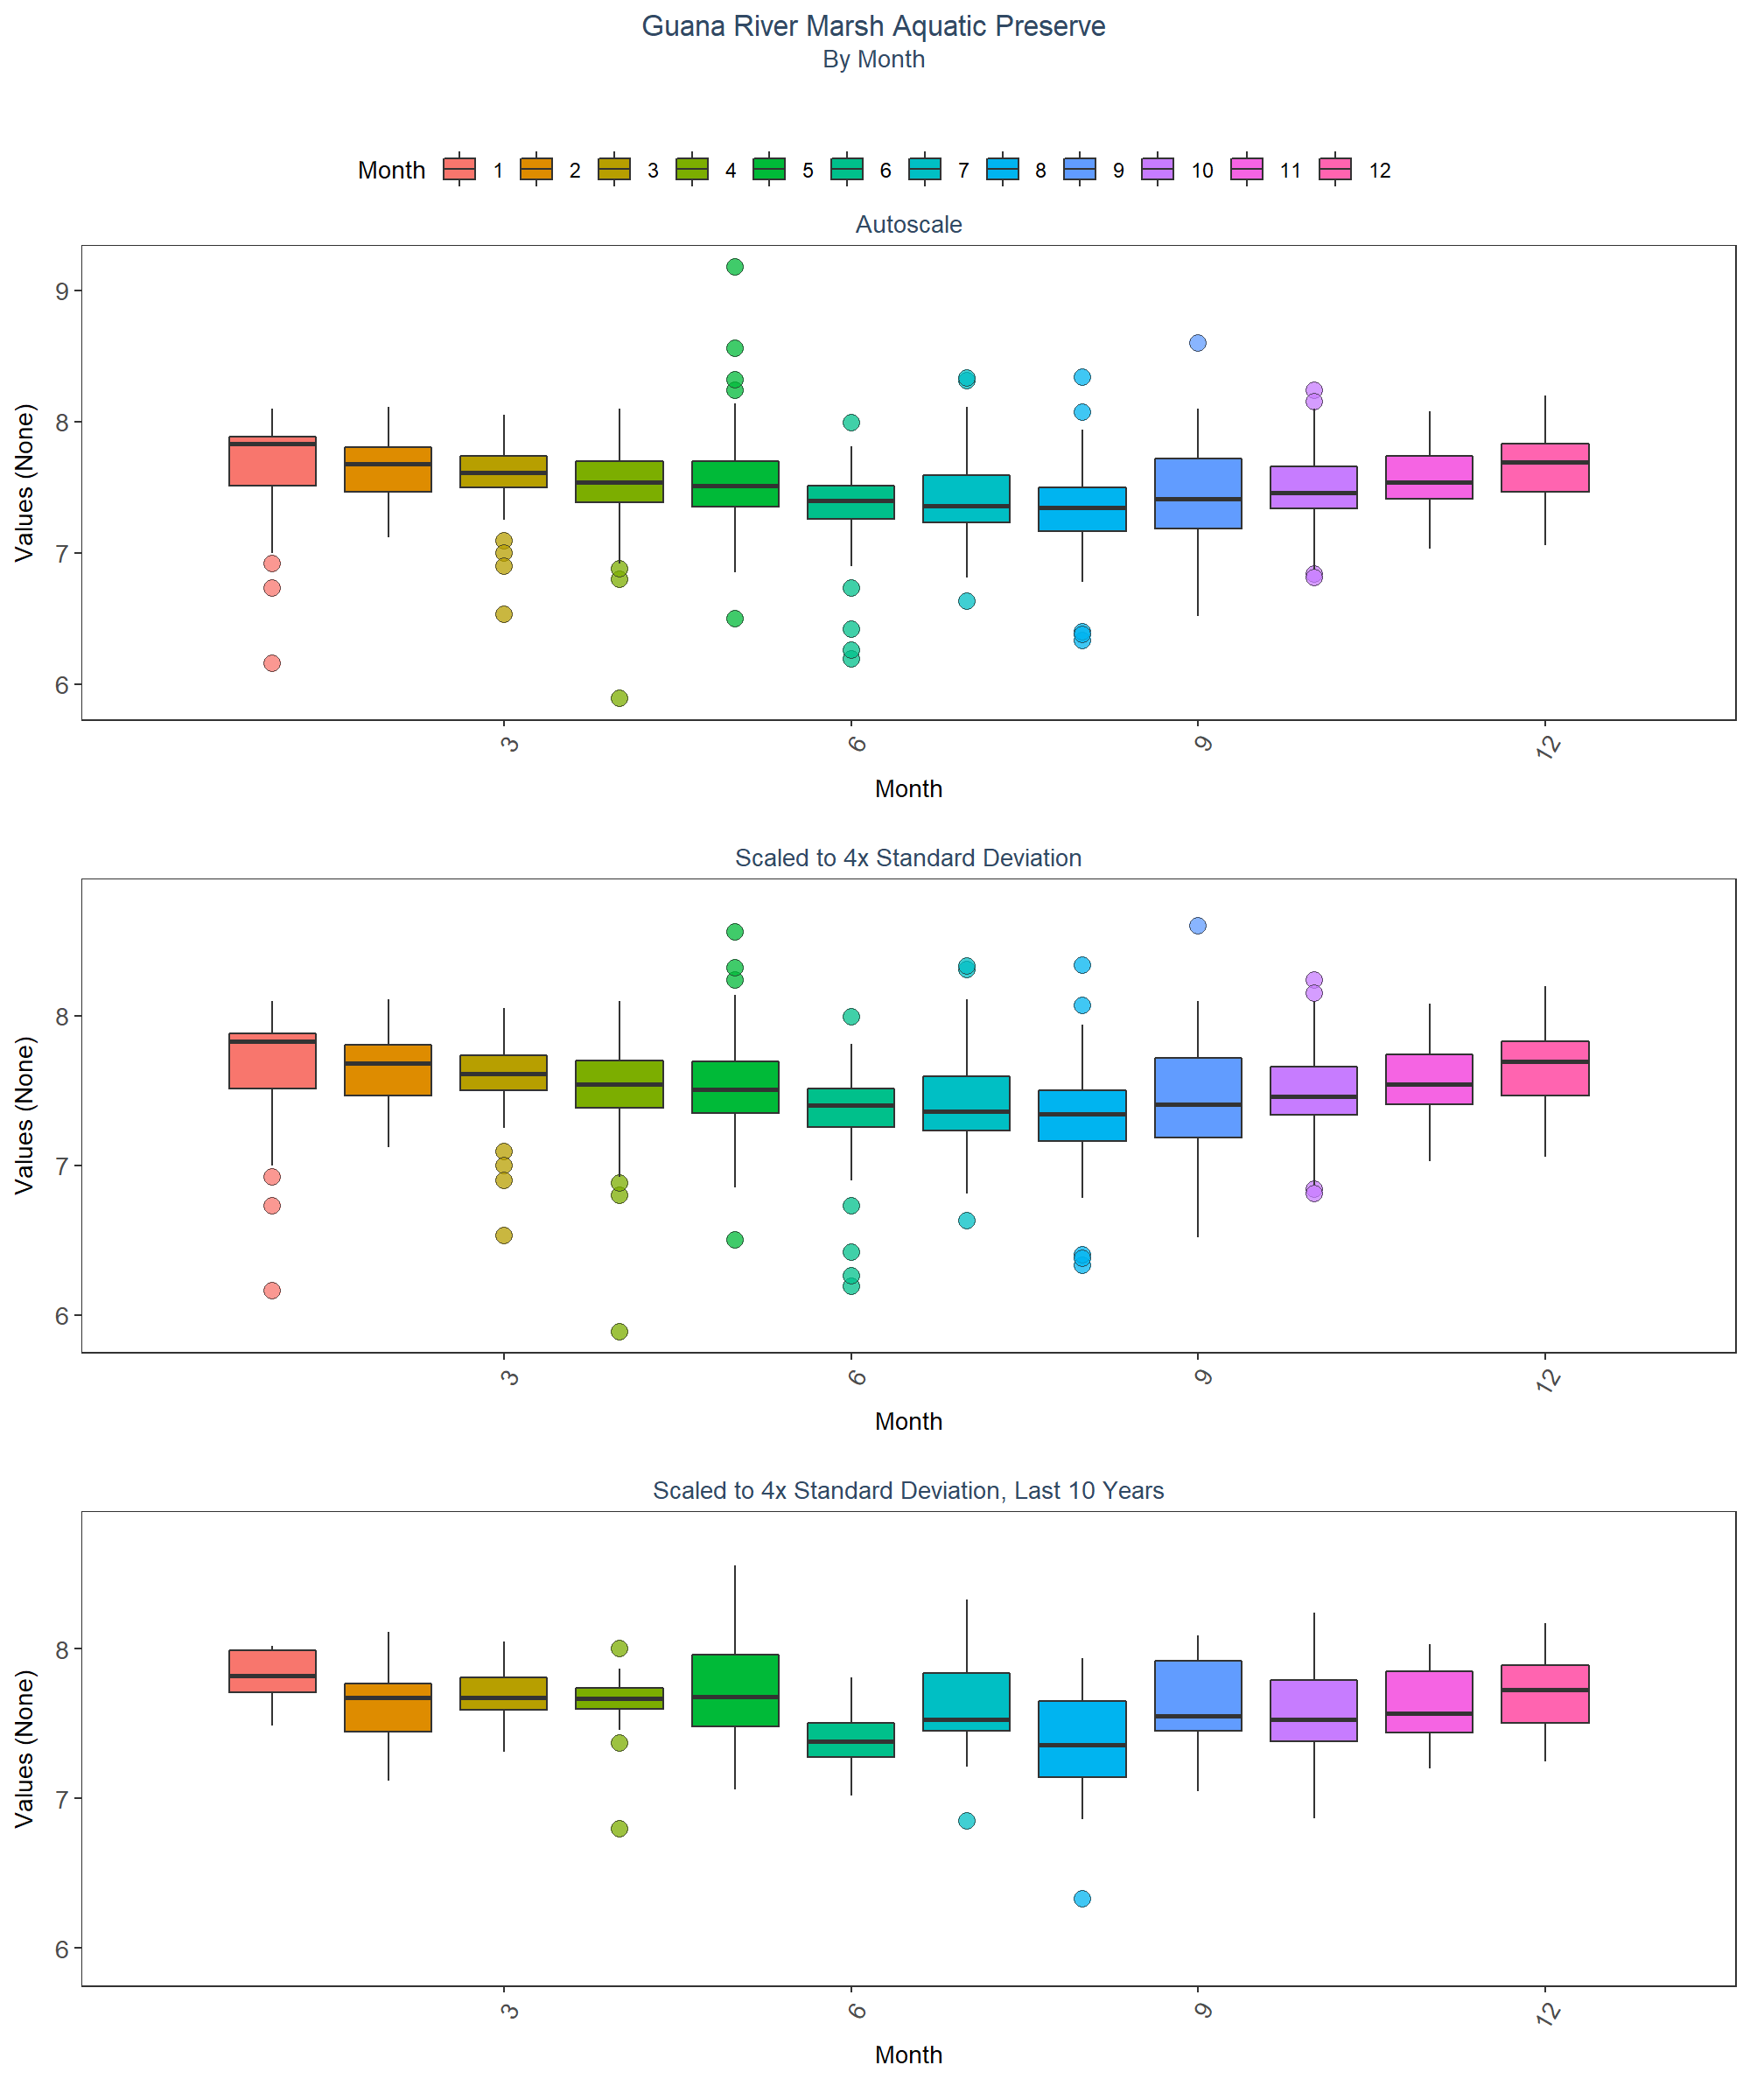 Guana River Marsh Aquatic Preserve
By Month
Month 1 2 3 4 5 6 7 8 9 10 11 12
Autoscale
Values (None)
9
8
7
6
3 6 9 12
Month
Scaled to 4x Standard Deviation
Values (None)
8
7
6
3 6 9 12
Month
Scaled to 4x Standard Deviation, Last 10 Years
Values (None)
8
7
6
3 6 9 12
Month